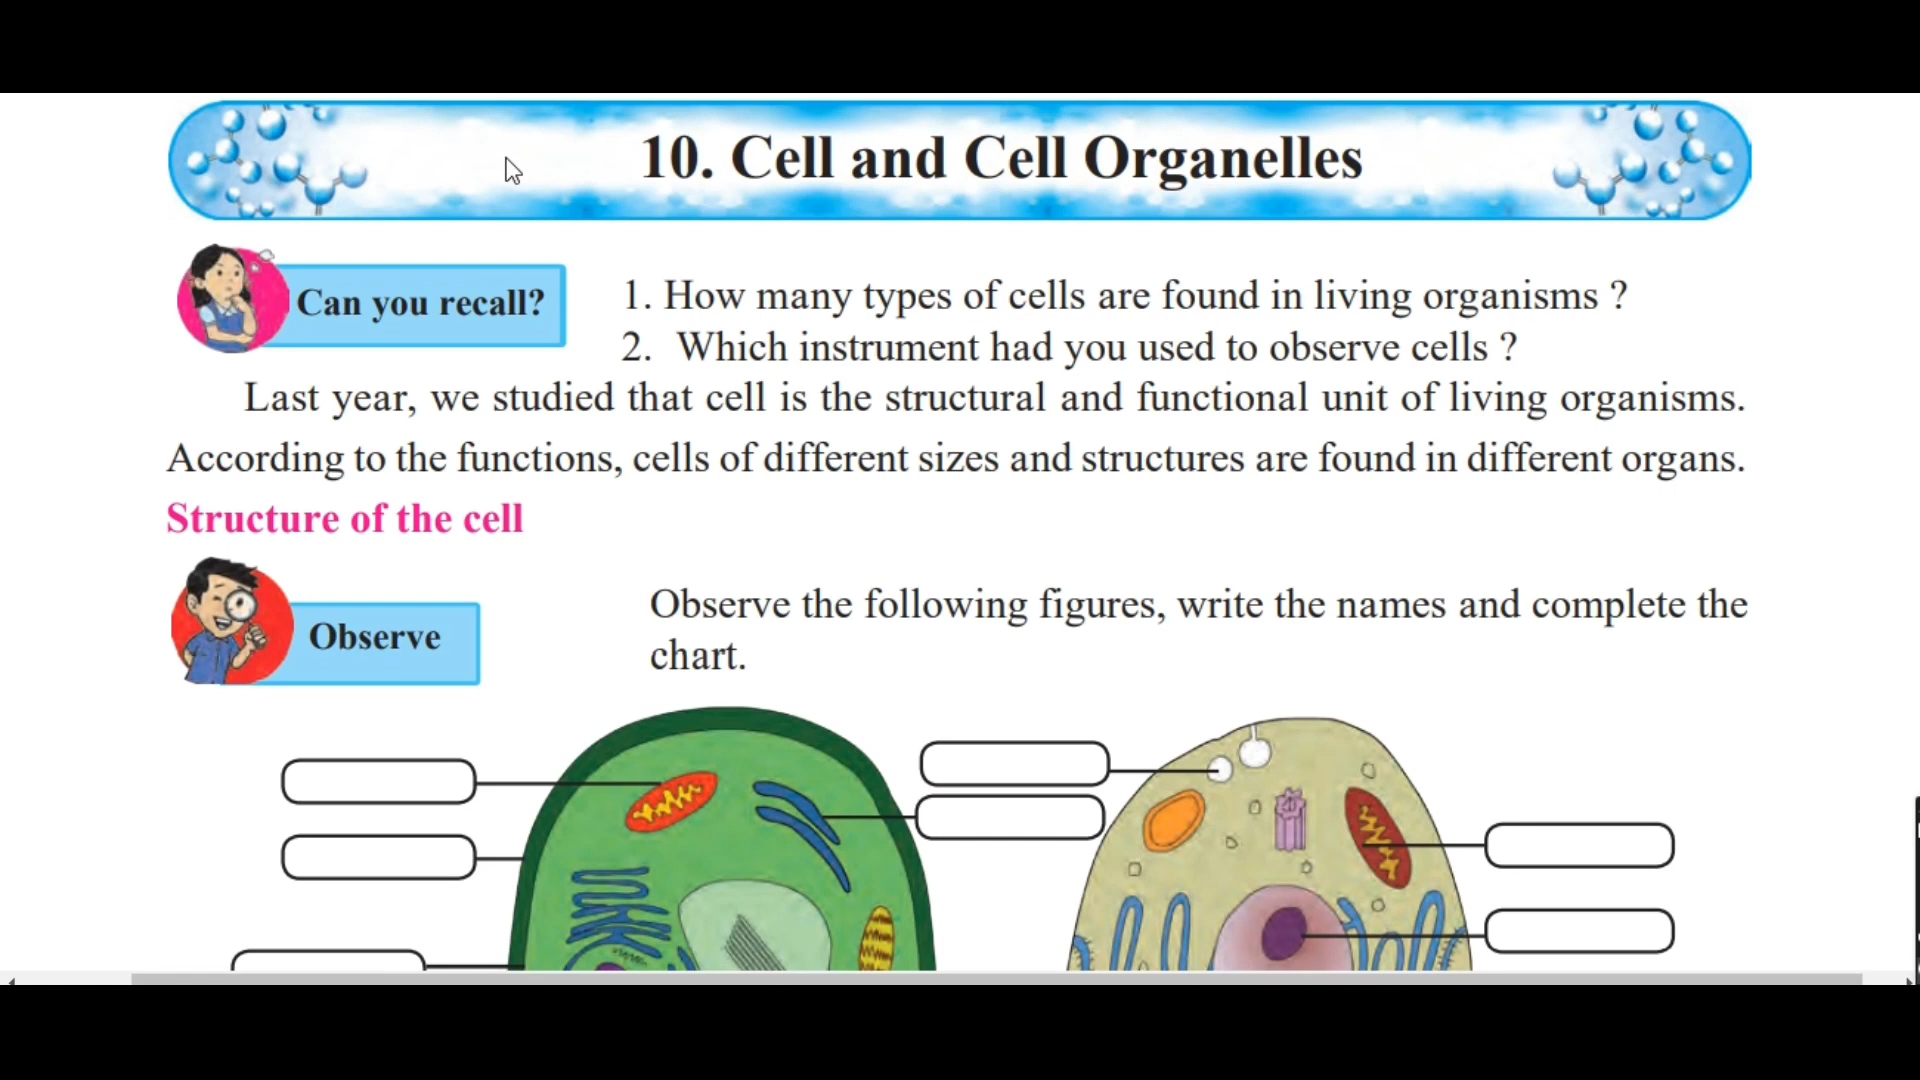 10. Cell and Cell Organelles
Can you recall?
1. How many types of cells are found in living organisms ?
2. Which instrument had you used to observe cells ?
Last year, we studied that cell is the structural and functional unit of living organisms.
According to the functions, cells of different sizes and structures are found in different organs.
Structure of the cell
Observe
Observe the following figures, write the names and complete the
chart.